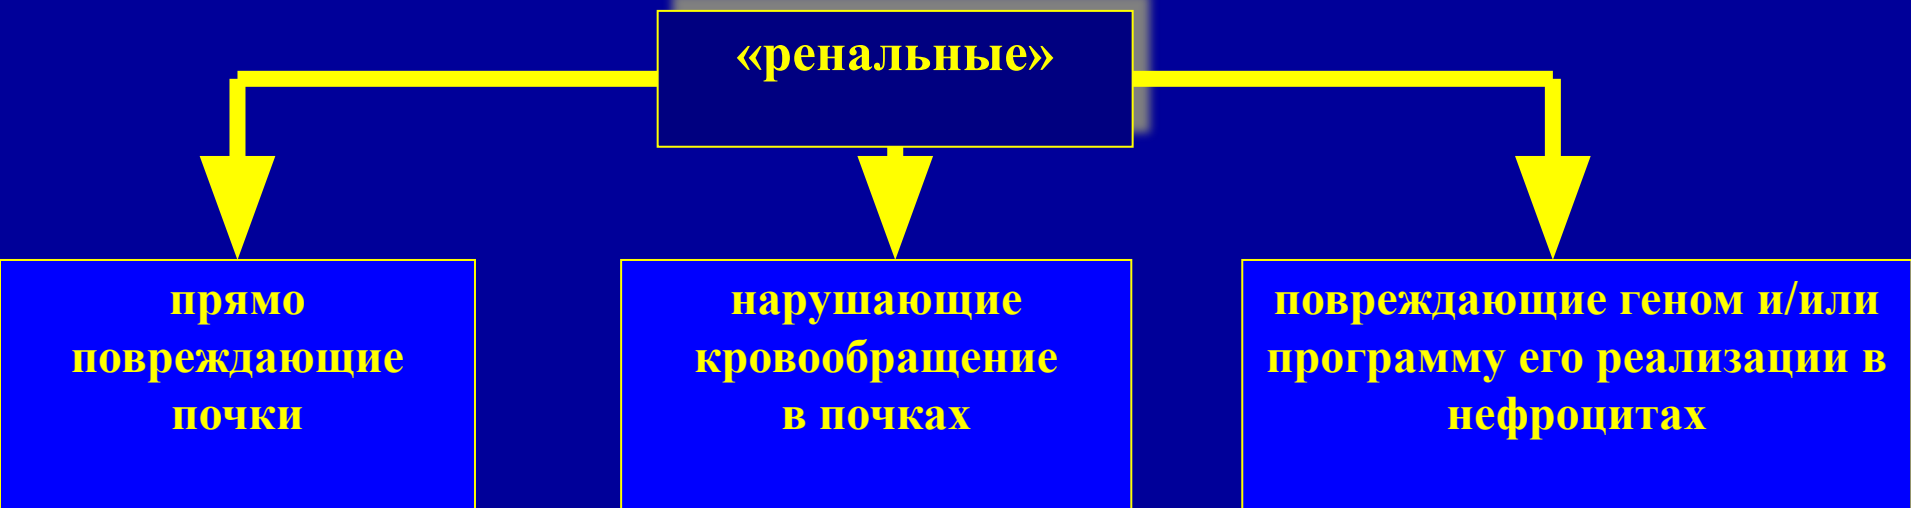 «ренальные»
прямо
повреждающие
почки
нарушающие
кровообращение
в почках
повреждающие геном и/или
программу его реализации в
нефроцитах